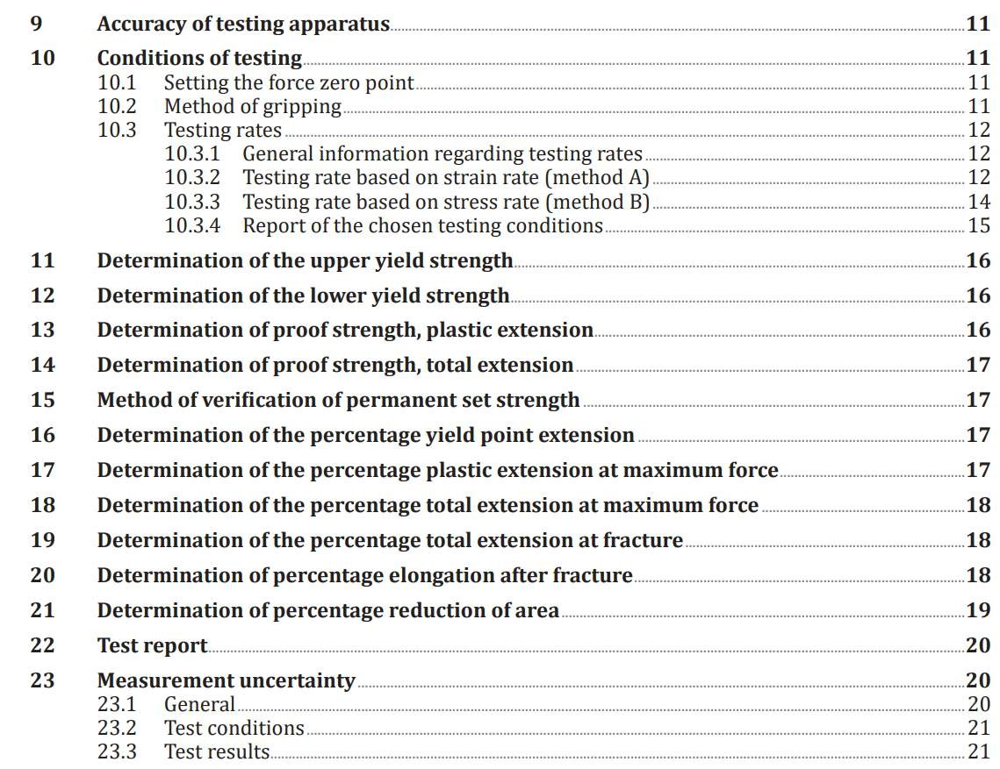 9 Accuracy of testing apparatus 11
10 Conditions of testing 11
10.1 Setting the force zero point 11
10.2 Method of gripping 11
10.3 Testing rates 12
10.3.1 General information regarding testing rates 12
10.3.2 Testing rate based on strain rate (method A) 12
10.3.3 Testing rate based on stress rate (method B) 14
10.3.4 Report of the chosen testing conditions 15
11 Determination of the upper yield strength 16
12 Determination of the lower yield strength 16
13 Determination of proof strength, plastic extension 16
14 Determination of proof strength, total extension 17
15 Method of verification of permanent set strength 17
16 Determination of the percentage yield point extension 17
17 Determination of the percentage plastic extension at maximum force 17
18 Determination of the percentage total extension at maximum force 18
19 Determination of the percentage total extension at fracture 18
20 Determination of percentage elongation after fracture 18
21 Determination of percentage reduction of area 19
22 Test report 20
23 Measurement uncertainty 20
23.1 General 20
23.2 Test conditions 21
23.3 Test results 21